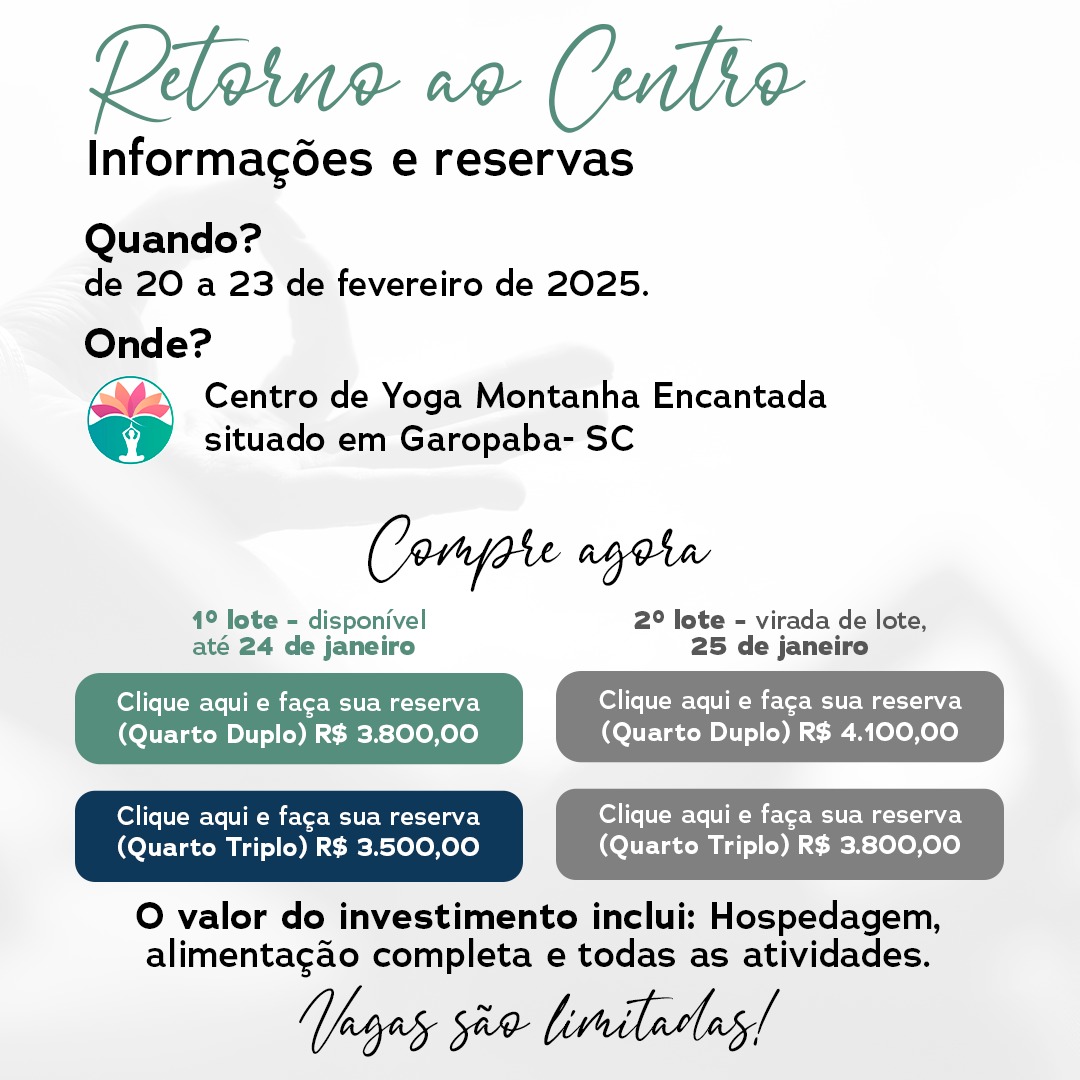 Retorno ao Centro
Informações e reservas
Quando?
de 20 a 23 de fevereiro de 2025.
Onde?
Centro de Yoga Montanha Encantada
situado em Garopaba- SC
Compre agora
1º lote - disponível
até 24 de janeiro
2º lote - virada de lote,
25 de janeiro
Clique aqui e faça sua reserva
(Quarto Duplo) R$ 3.800,00
Clique aqui e faça sua reserva
(Quarto Duplo) R$ 4.100,00
Clique aqui e faça sua reserva
(Quarto Triplo) R$ 3.500,00
Clique aqui e faça sua reserva
(Quarto Triplo) R$ 3.800,00
O valor do investimento inclui: Hospedagem,
alimentação completa e todas as atividades.
Vagas são limitadas!